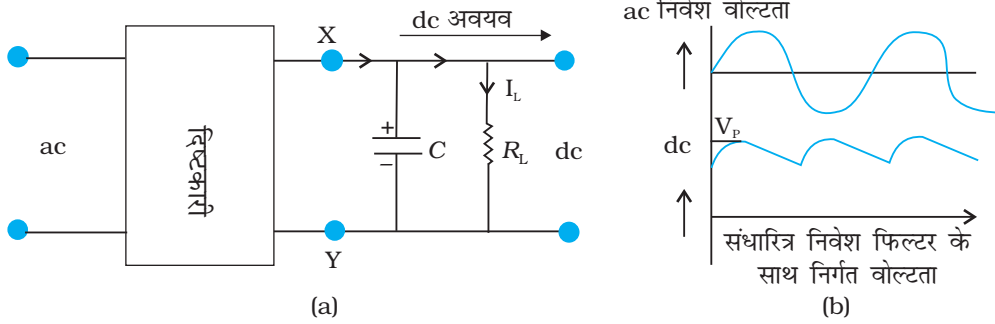 ac
दिष्टकारी
X
Y
dc अवयव
+
−
C
I_L
R_L
dc
(a)
ac निवेश वोल्टता
V_P
dc
संधारित्र निवेश फिल्टर के
साथ निर्गत वोल्टता
(b)